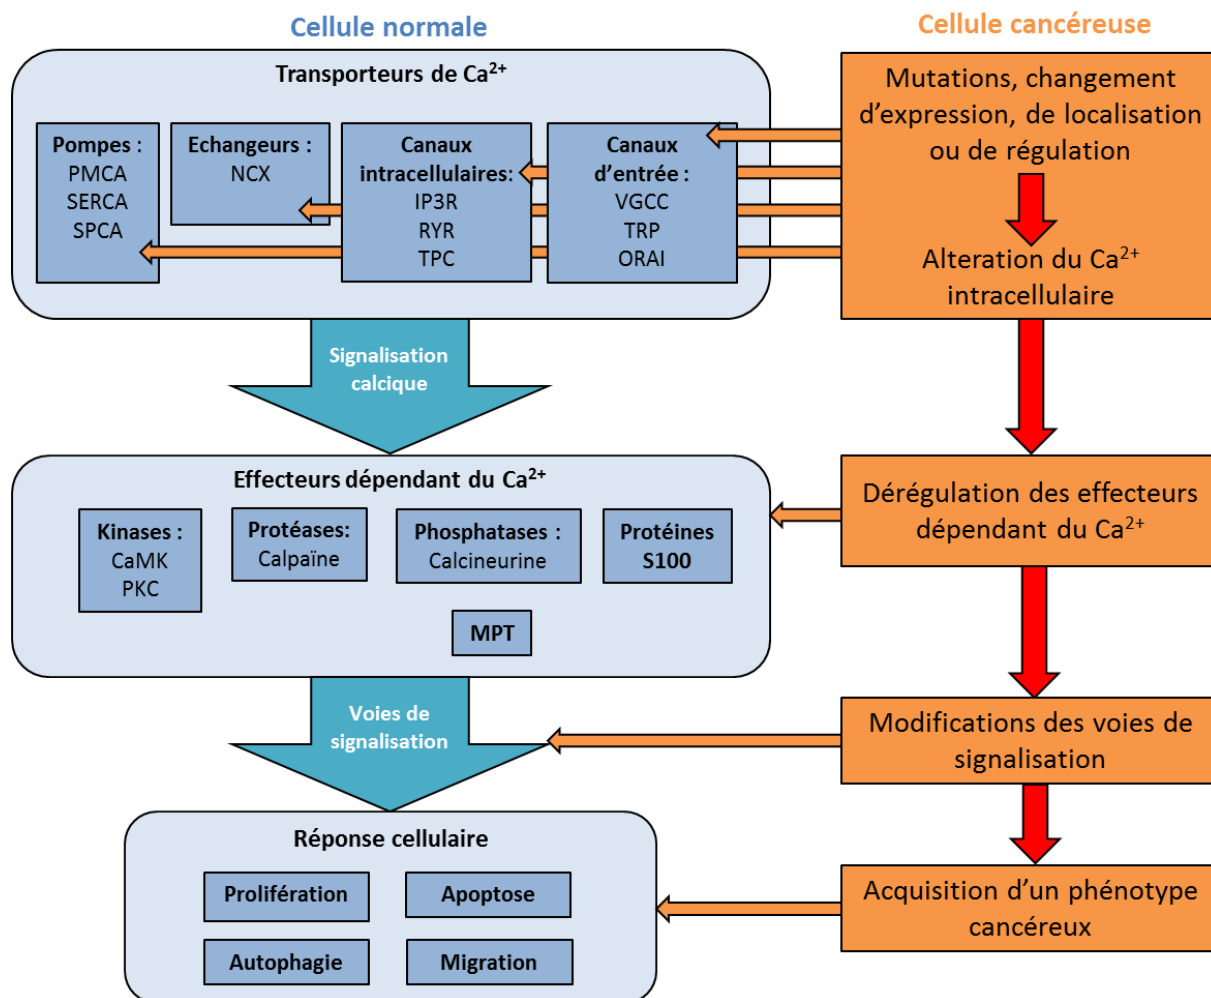 Cellule normale
Transporteurs de Ca²⁺
Pompes :
PMCA
SERCA
SPCA
Echangeurs :
NCX
Canaux
intracellulaires:
IP3R
RYR
TPC
Canaux
d’entrée :
VGCC
TRP
ORAI
Signalisation
calcique
Effecteurs dépendant du Ca²⁺
Kinases :
CaMK
PKC
Protéases:
Calpaïne
Phosphatases :
Calcineurine
Protéines
S100
MPT
Voies de
signalisation
Réponse cellulaire
Prolifération
Apoptose
Autophagie
Migration
Cellule cancéreuse
Mutations, changement
d’expression, de localisation
ou de régulation
Alteration du Ca²⁺
intracellulaire
Dérégulation des effecteurs
dépendant du Ca²⁺
Modifications des voies de
signalisation
Acquisition d’un phénotype
cancéreux